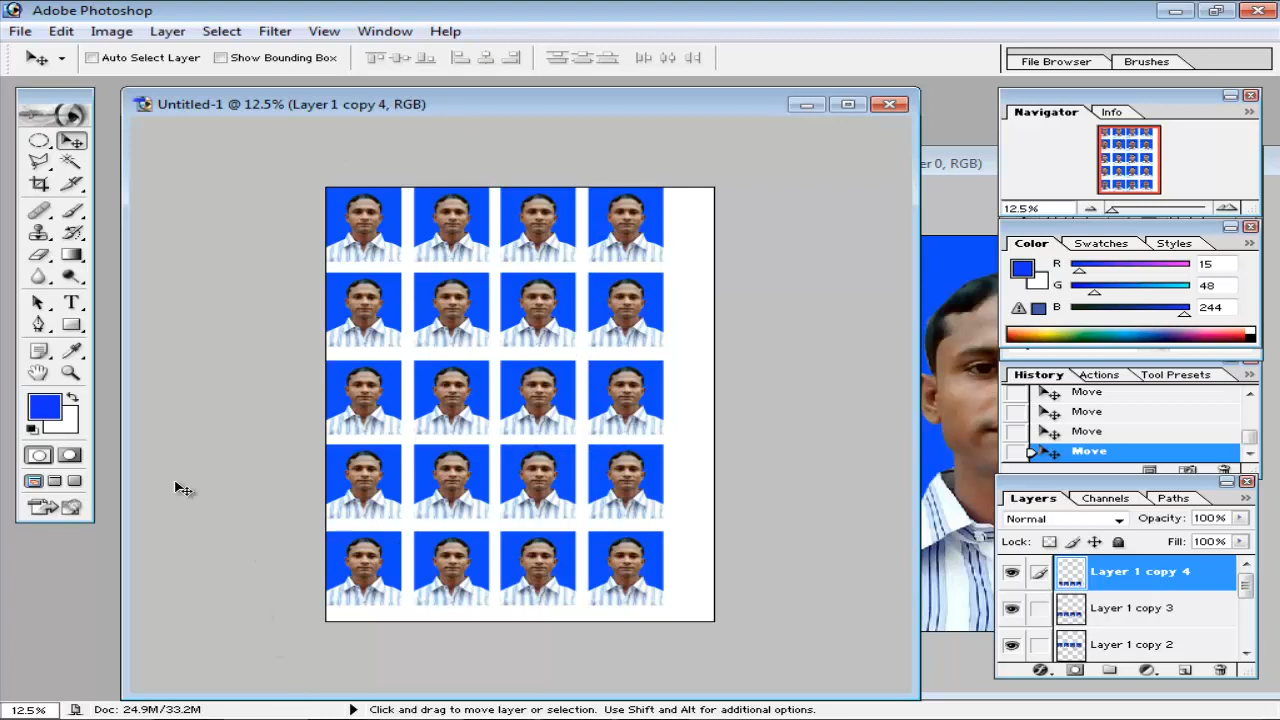 Adobe Photoshop
File Edit Image Layer Select Filter View Window Help
Auto Select Layer Show Bounding Box
File Browser Brushes
Untitled-1 @ 12.5% (Layer 1 copy 4, RGB)
er 0, RGB)
Navigator Info
12.5%
Color Swatches Styles
R 15
G 48
B 244
T
History Actions Tool Presets
Move
Move
Move
Move
Layers Channels Paths
Normal Opacity: 100%
Lock: Fill: 100%
Layer 1 copy 4
Layer 1 copy 3
Layer 1 copy 2
12.5% Doc: 24.9M/33.2M Click and drag to move layer or selection. Use Shift and Alt for additional options.